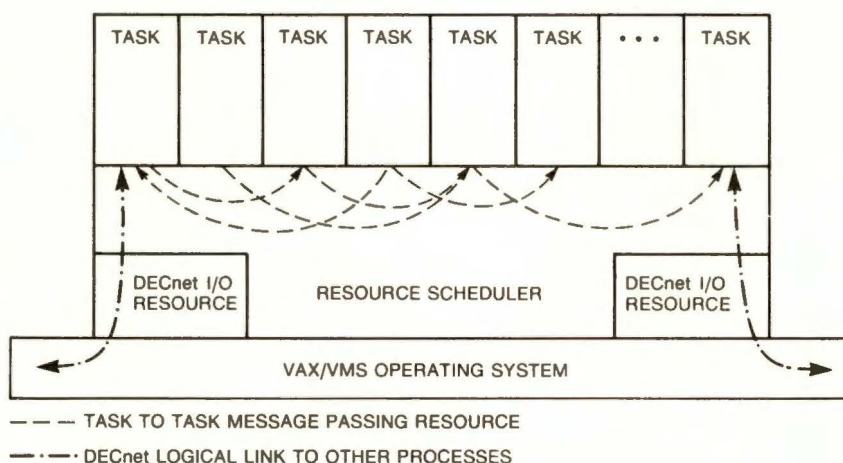 TASK TASK TASK TASK TASK TASK • • • TASK
DECnet I/O
RESOURCE
RESOURCE SCHEDULER
DECnet I/O
RESOURCE
VAX/VMS OPERATING SYSTEM
TASK TO TASK MESSAGE PASSING RESOURCE
DECnet LOGICAL LINK TO OTHER PROCESSES